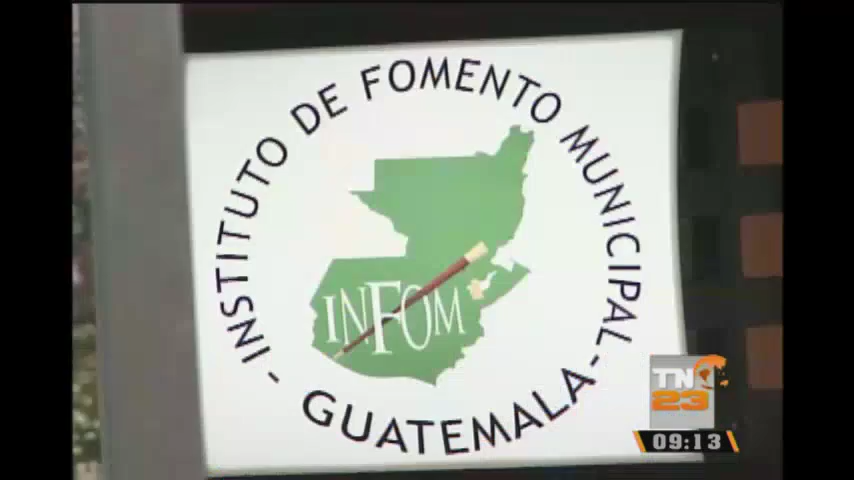 INSTITUTO DE FOMENTO MUNICIPAL-
INFOM
- GUATEMALA
TN
23
09:13